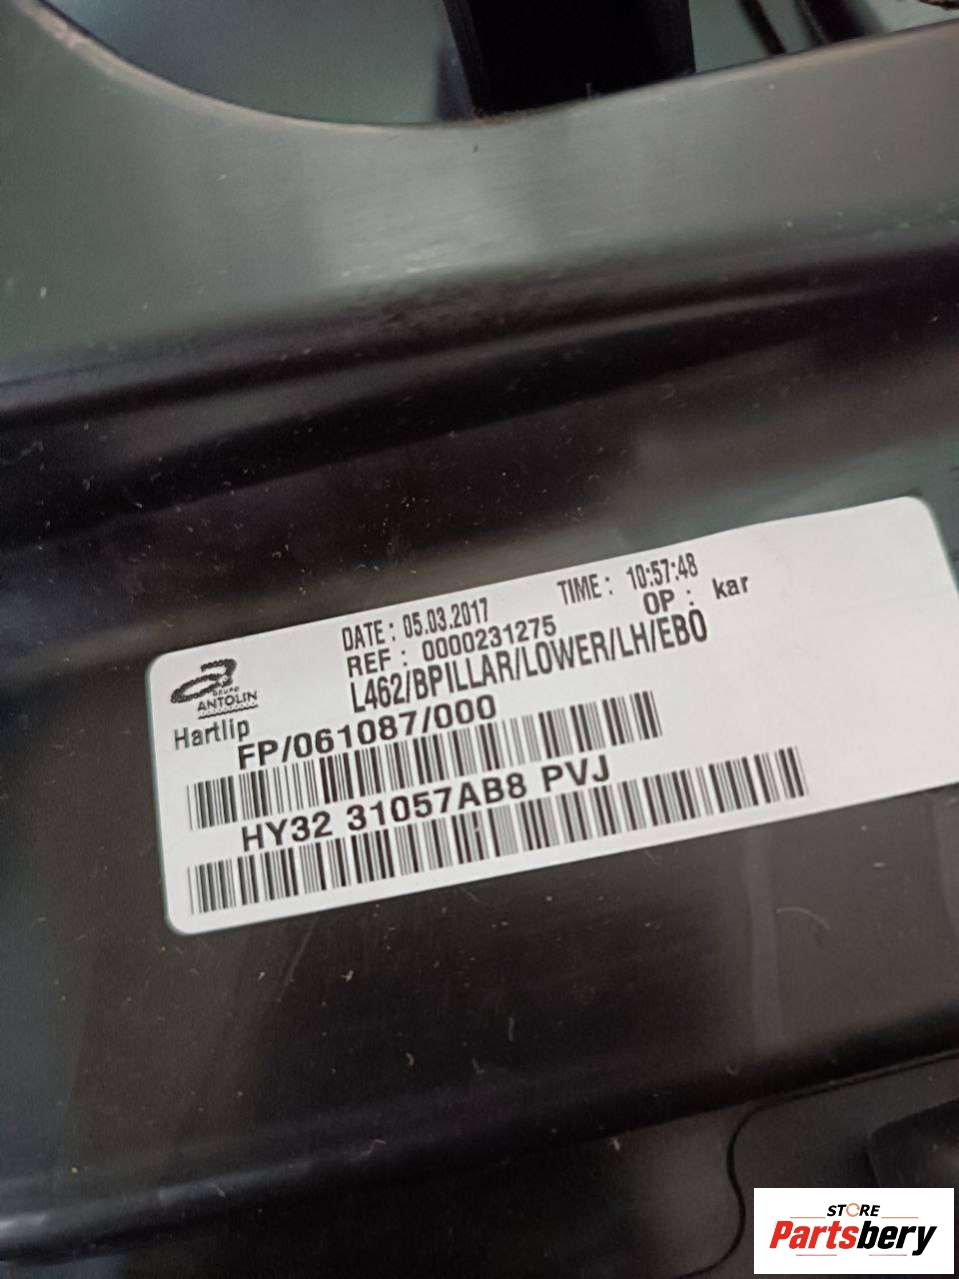 DATE : 05.03.2017 TIME : 10:57:48
REF : 0000231275 OP : kar
L462/BPILLAR/LOWER/LH/EBO
GRUPO
ANTOLIN
Hartlip
FP/061087/000
HY32 31057AB8 PVJ
STORE
Partsbery